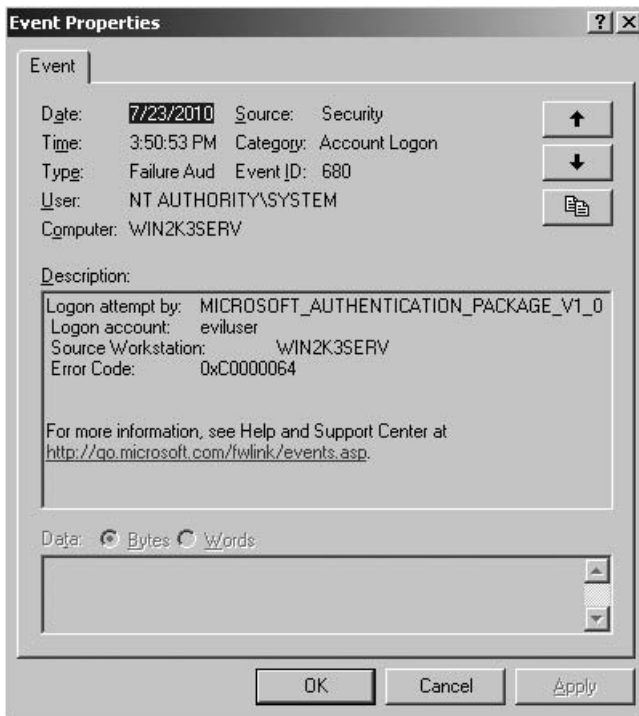 Event Properties
Event
Date: 7/23/2010 Source: Security
Time: 3:50:53 PM Category: Account Logon
Type: Failure Aud Event ID: 680
User: NT AUTHORITY\SYSTEM
Computer: WIN2K3SERV
Description:
Logon attempt by: MICROSOFT_AUTHENTICATION_PACKAGE_V1_0
Logon account: eviluser
Source Workstation: WIN2K3SERV
Error Code: 0xC0000064
For more information, see Help and Support Center at
http://go.microsoft.com/fwlink/events.asp.
Data: Bytes Words
OK Cancel Apply